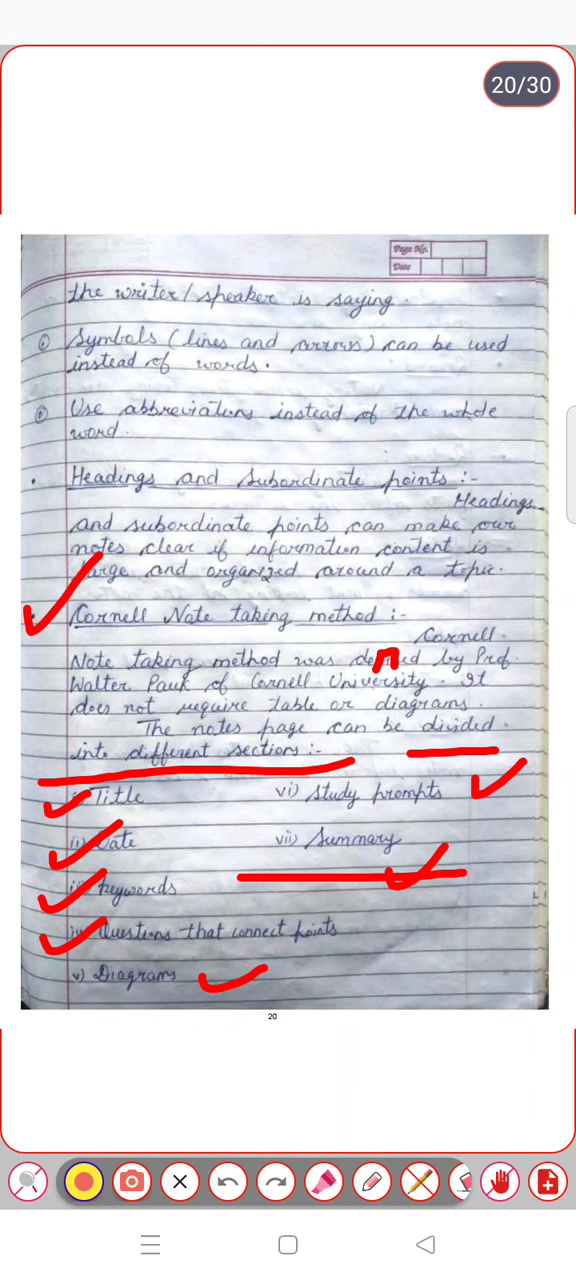 20/30
Page No.
Date
the writer/speaker is saying.
Symbols (lines and arrows) can be used
instead of words.
Use abbreviations instead of the whole
word.
Headings and subordinate points :-
Headings
and subordinate points can make our
notes clear if information content is
large and organized around a topic.
Cornell Note taking method :-
Cornell
Note taking method was by Prof.
Walter Pauk of Cornell University. It
does not require table or diagrams.
The notes page can be divided
into different sections :-
i) Title vi) Study prompts
ii) Date vii) Summary
iii) keywords
iv) Questions that connect points
v) Diagrams
20